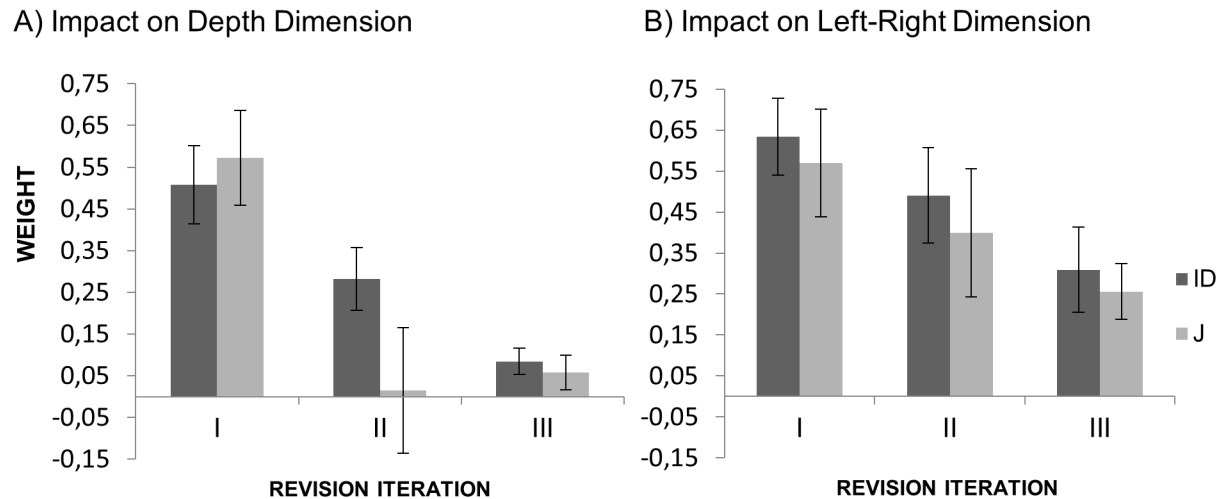 A) Impact on Depth Dimension
WEIGHT
0,75
0,65
0,55
0,45
0,35
0,25
0,15
0,05
-0,05
-0,15
I II III
REVISION ITERATION
B) Impact on Left-Right Dimension
0,75
0,65
0,55
0,45
0,35
0,25
0,15
0,05
-0,05
-0,15
I II III
REVISION ITERATION
ID
J